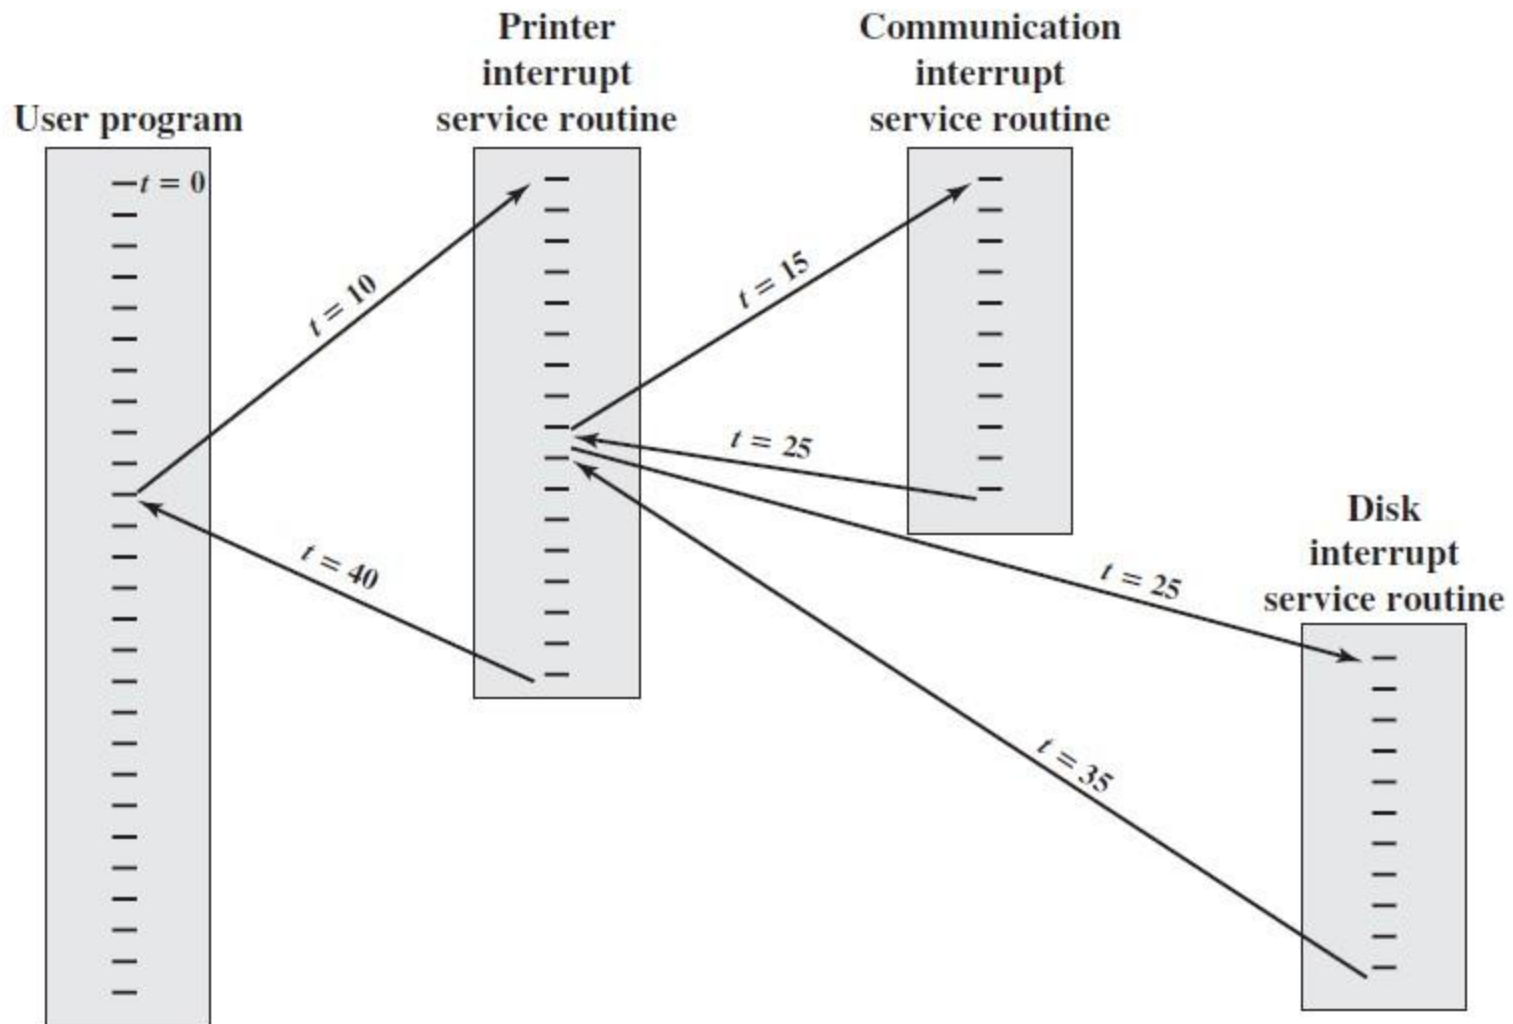 Printer
interrupt
service routine
Communication
interrupt
service routine
User program
t = 0
t = 10
t = 15
t = 25
t = 40
Disk
interrupt
service routine
t = 25
t = 35